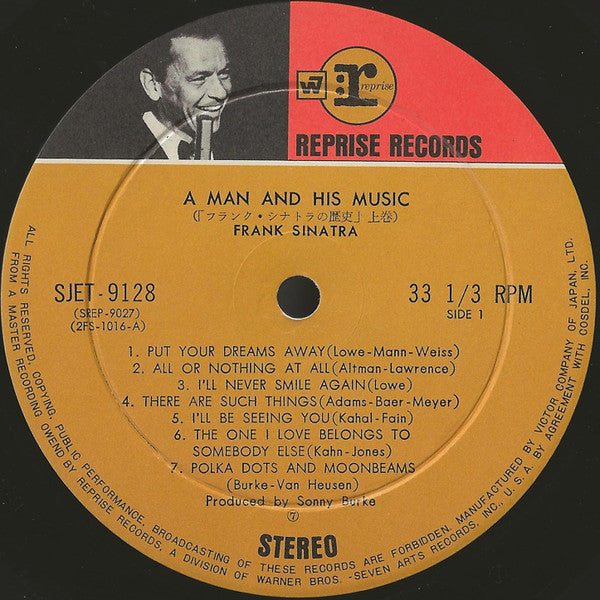 W7
r: reprise
REPRISE RECORDS
A MAN AND HIS MUSIC
(「フランク・シナトラの歴史」上巻)
FRANK SINATRA
SJET-9128
(SREP-9027)
(2FS-1016-A)
33 1/3 RPM
SIDE 1
1. PUT YOUR DREAMS AWAY(Lowe-Mann-Weiss)
2. ALL OR NOTHING AT ALL(Altman-Lawrence)
3. I'LL NEVER SMILE AGAIN(Lowe)
4. THERE ARE SUCH THINGS(Adams-Baer-Meyer)
5. I'LL BE SEEING YOU(Kahal-Fain)
6. THE ONE I LOVE BELONGS TO
SOMEBODY ELSE(Kahn-Jones)
7. POLKA DOTS AND MOONBEAMS
(Burke-Van Heusen)
Produced by Sonny Burke
⑦
STEREO
ALL RIGHTS RESERVED, COPYING, PUBLIC PERFORMANCE, BROADCASTING OF THESE RECORDS ARE FORBIDDEN. MANUFACTURED BY VICTOR COMPANY OF JAPAN, LTD.
FROM A MASTER RECORDING OWEND BY REPRISE RECORDS, A DIVISION OF WARNER BROS.-SEVEN ARTS RECORDS INC., U.S.A. BY AGREEMENT WITH COSDEL, INC.